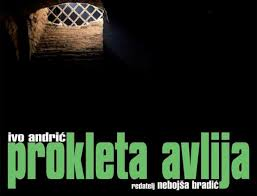 ivo andrić
prokleta avlija
redatelj nebojša bradić